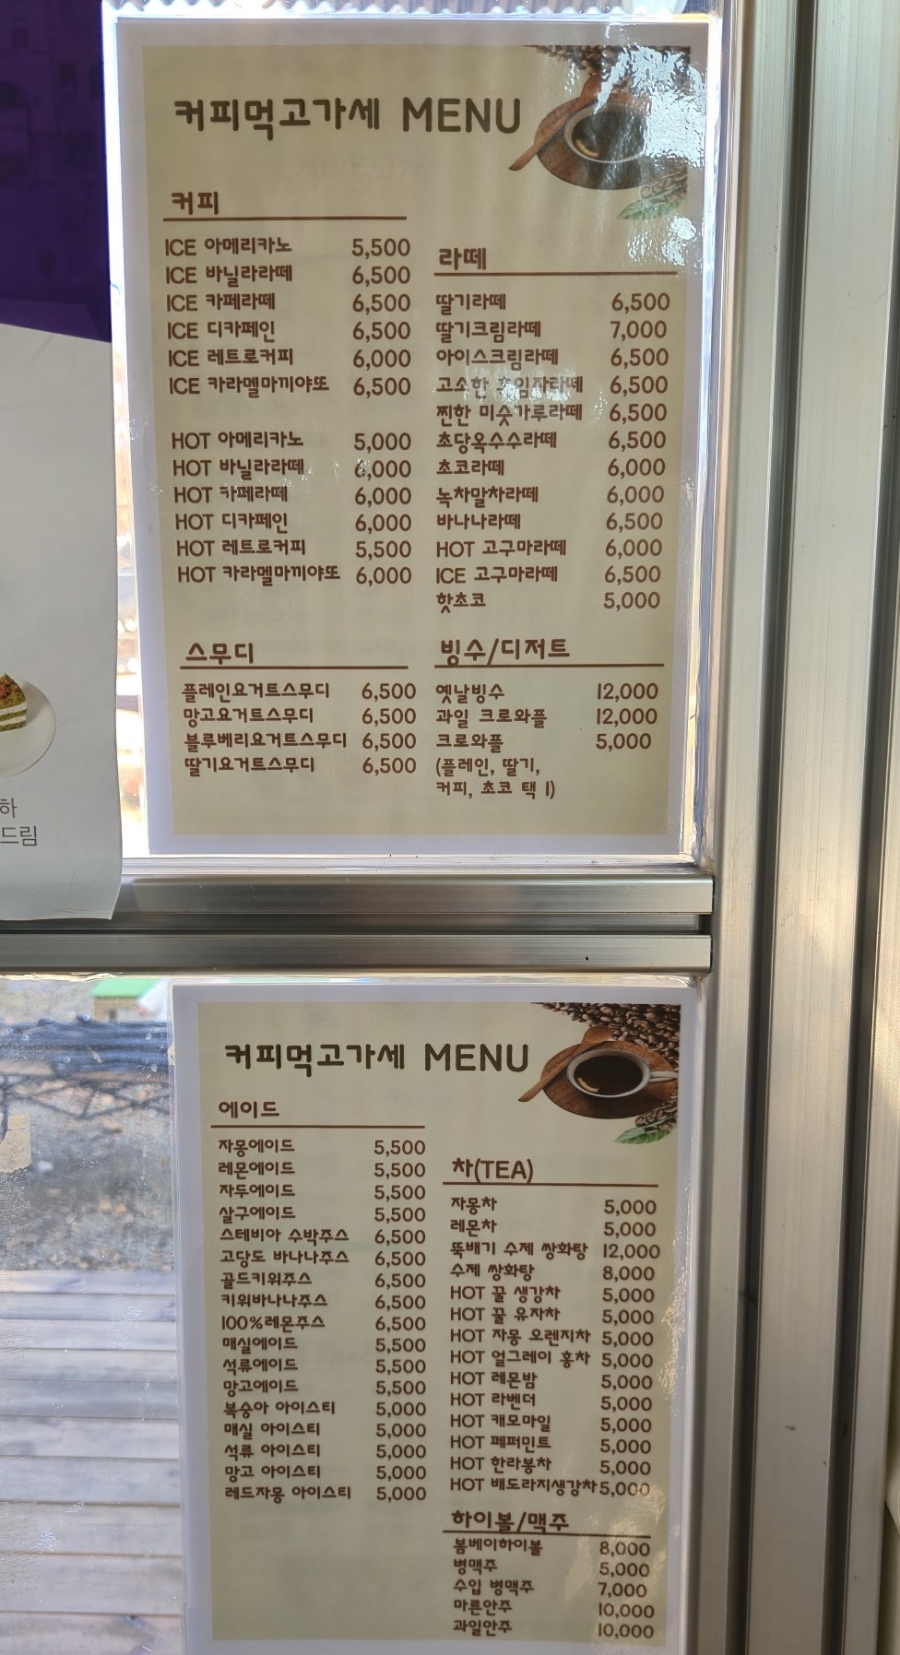 커피먹고가세 MENU
커피
ICE 아메리카노 5,500
ICE 바닐라라떼 6,500
ICE 카페라떼 6,500
ICE 디카페인 6,500
ICE 레트로커피 6,000
ICE 카라멜마끼야또 6,500
HOT 아메리카노 5,000
HOT 바닐라라떼 6,000
HOT 카페라떼 6,000
HOT 디카페인 6,000
HOT 레트로커피 5,500
HOT 카라멜마끼야또 6,000
스무디
플레인요거트스무디 6,500
망고요거트스무디 6,500
블루베리요거트스무디 6,500
딸기요거트스무디 6,500
라떼
딸기라떼 6,500
딸기크림라떼 7,000
아이스크림라떼 6,500
고소한 흑임자라떼 6,500
찐한 미숫가루라떼 6,500
초당옥수수라떼 6,500
초코라떼 6,000
녹차말차라떼 6,000
바나나라떼 6,500
HOT 고구마라떼 6,000
ICE 고구마라떼 6,500
핫초코 5,000
빙수/디저트
옛날빙수 12,000
과일 크로와플 12,000
크로와플 5,000
(플레인, 딸기,
커피, 초코 택 1)
하
드림
커피먹고가세 MENU
에이드
자몽에이드 5,500
레몬에이드 5,500
자두에이드 5,500
살구에이드 5,500
스테비아 수박주스 6,500
고당도 바나나주스 6,500
골드키위주스 6,500
키위바나나주스 6,500
100%레몬주스 6,500
매실에이드 5,500
석류에이드 5,500
망고에이드 5,500
복숭아 아이스티 5,000
매실 아이스티 5,000
석류 아이스티 5,000
망고 아이스티 5,000
레드자몽 아이스티 5,000
차(TEA)
자몽차 5,000
레몬차 5,000
뚝배기 수제 쌍화탕 12,000
수제 쌍화탕 8,000
HOT 꿀 생강차 5,000
HOT 꿀 유자차 5,000
HOT 자몽 오렌지차 5,000
HOT 얼그레이 홍차 5,000
HOT 레몬밤 5,000
HOT 라벤더 5,000
HOT 캐모마일 5,000
HOT 페퍼민트 5,000
HOT 한라봉차 5,000
HOT 배도라지생강차 5,000
하이볼/맥주
봄베이하이볼 8,000
병맥주 5,000
수입 병맥주 7,000
마른안주 10,000
과일안주 10,000